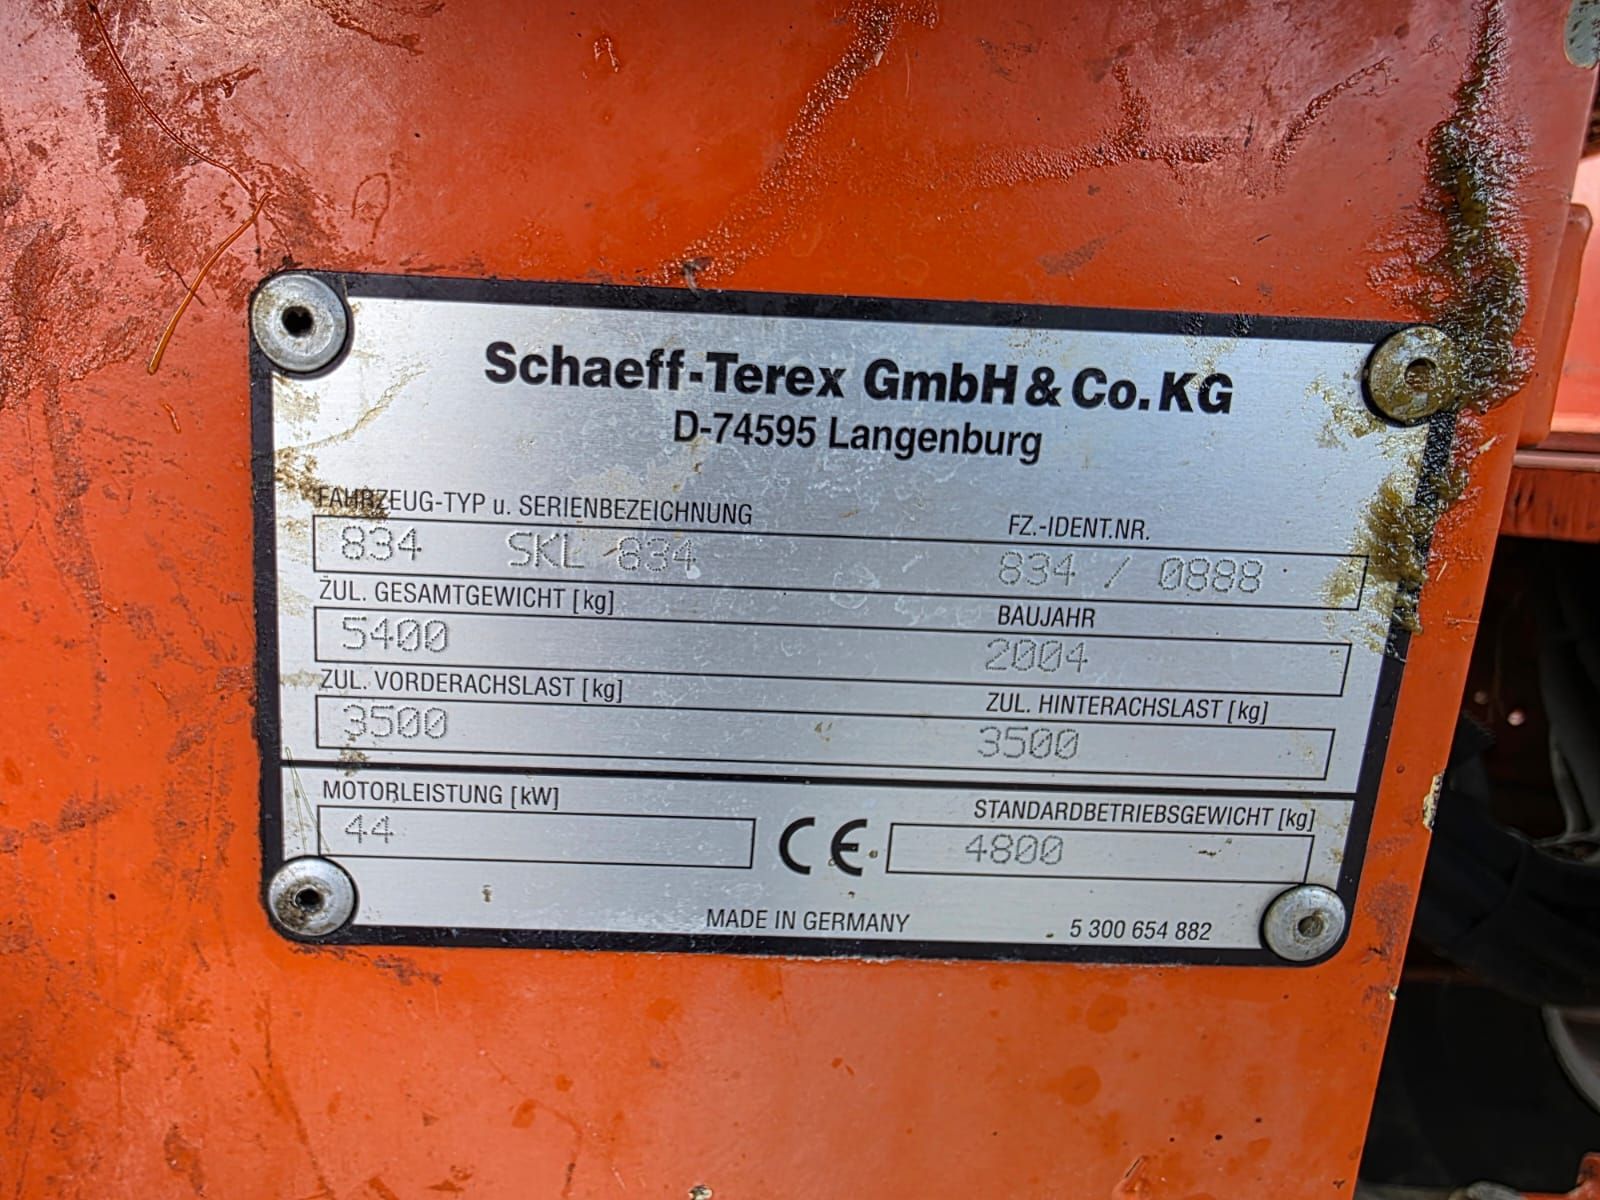 Schaeff-Terex GmbH & Co. KG
D-74595 Langenburg
FAHRZEUG-TYP u. SERIENBEZEICHNUNG FZ.-IDENT.NR.
834 SKL 834 834 / 0888
ZUL. GESAMTGEWICHT [kg] BAUJAHR
5400 2004
ZUL. VORDERACHSLAST [kg] ZUL. HINTERACHSLAST [kg]
3500 3500
MOTORLEISTUNG [kW] STANDARDBETRIEBSGEWICHT [kg]
44 CE 4800
MADE IN GERMANY 5 300 654 882